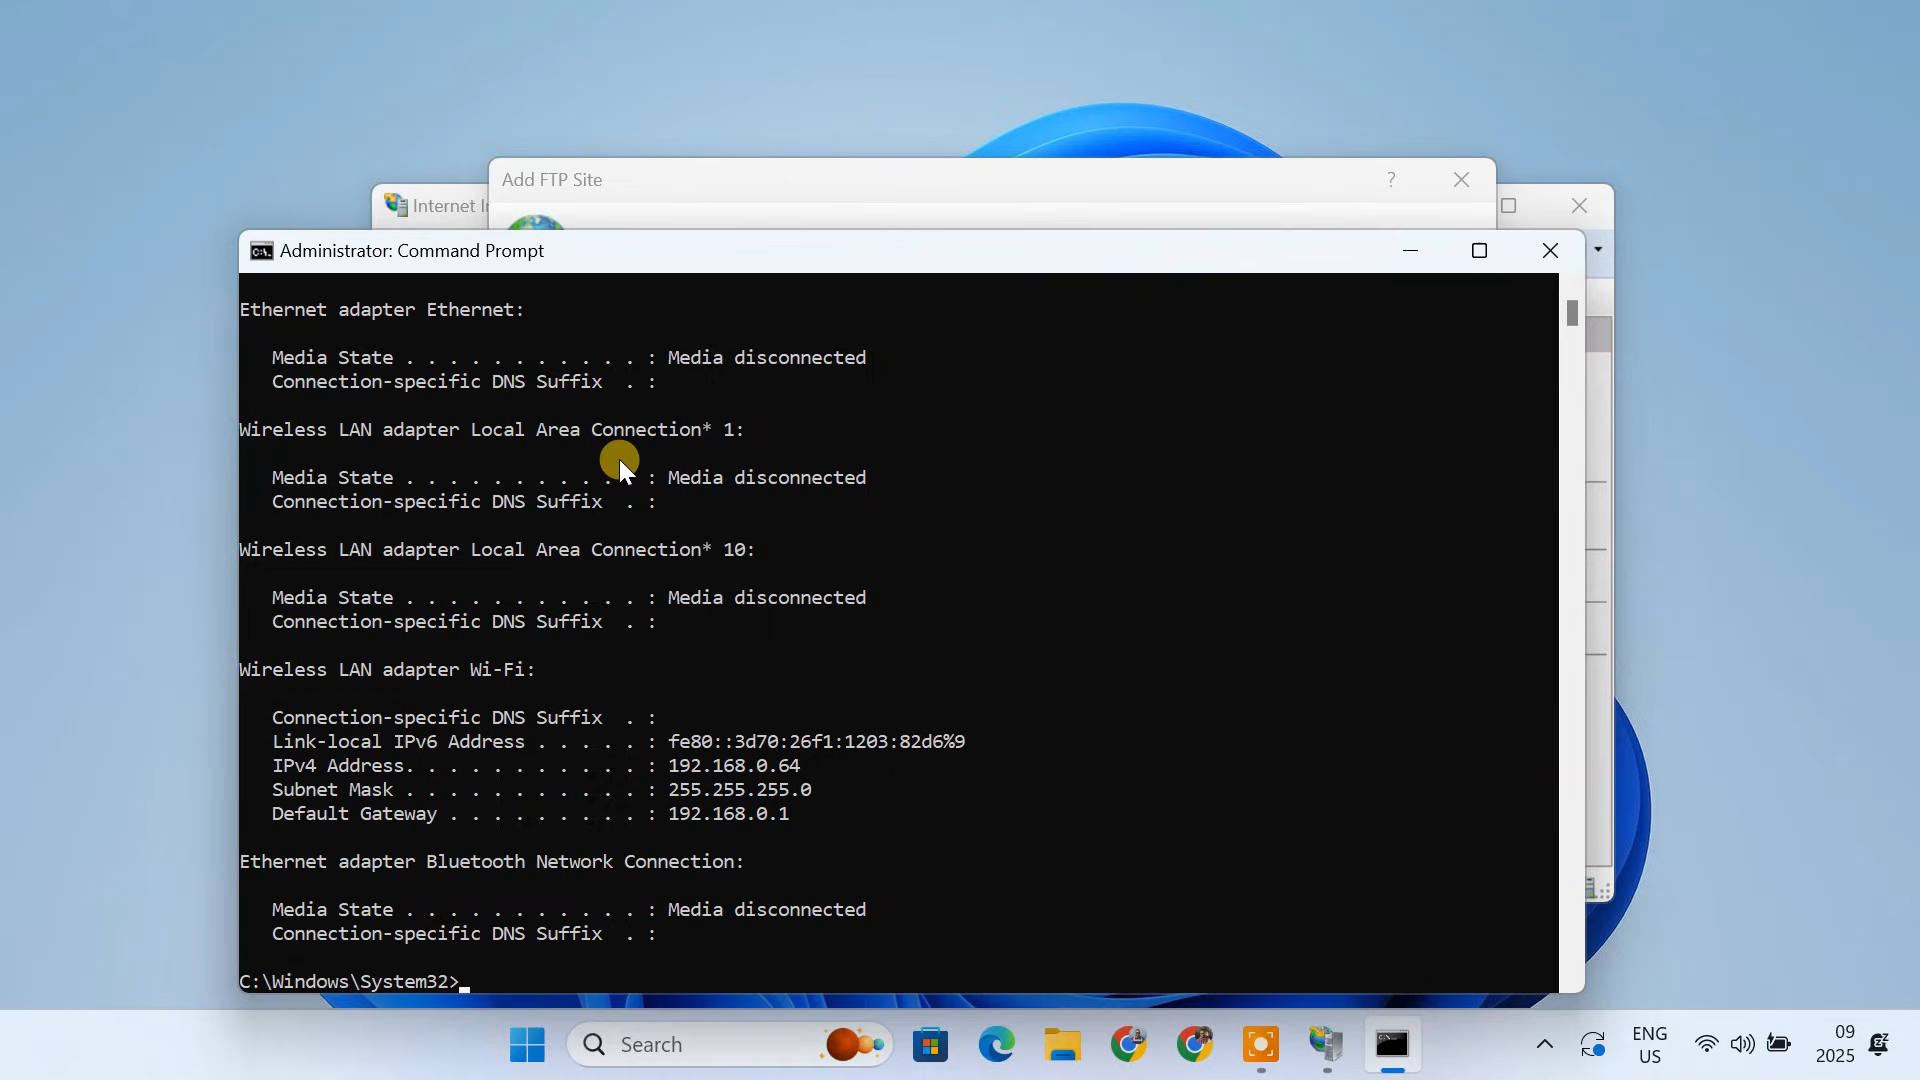 Add FTP Site
?
Internet In
Administrator: Command Prompt
Ethernet adapter Ethernet:
Media State . . . . . . . . . . . : Media disconnected
Connection-specific DNS Suffix  . :
Wireless LAN adapter Local Area Connection* 1:
Media State . . . . . . . . . . . : Media disconnected
Connection-specific DNS Suffix  . :
Wireless LAN adapter Local Area Connection* 10:
Media State . . . . . . . . . . . : Media disconnected
Connection-specific DNS Suffix  . :
Wireless LAN adapter Wi-Fi:
Connection-specific DNS Suffix  . :
Link-local IPv6 Address . . . . . : fe80::3d70:26f1:1203:82d6%9
IPv4 Address. . . . . . . . . . . : 192.168.0.64
Subnet Mask . . . . . . . . . . . : 255.255.255.0
Default Gateway . . . . . . . . . : 192.168.0.1
Ethernet adapter Bluetooth Network Connection:
Media State . . . . . . . . . . . : Media disconnected
Connection-specific DNS Suffix  . :
C:\Windows\System32>
Search
ENG
US
09
2025